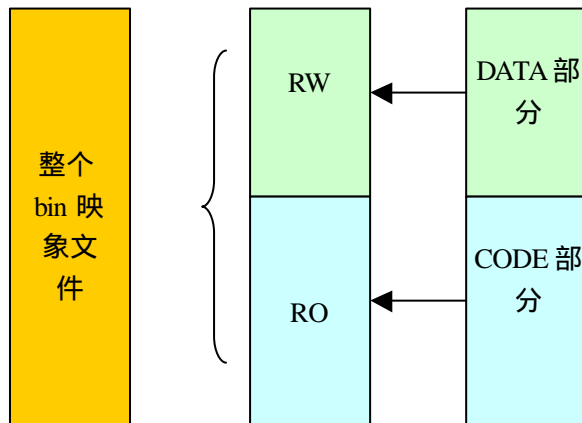 整个
bin 映
象文
件
RW
RO
DATA 部
分
CODE 部
分